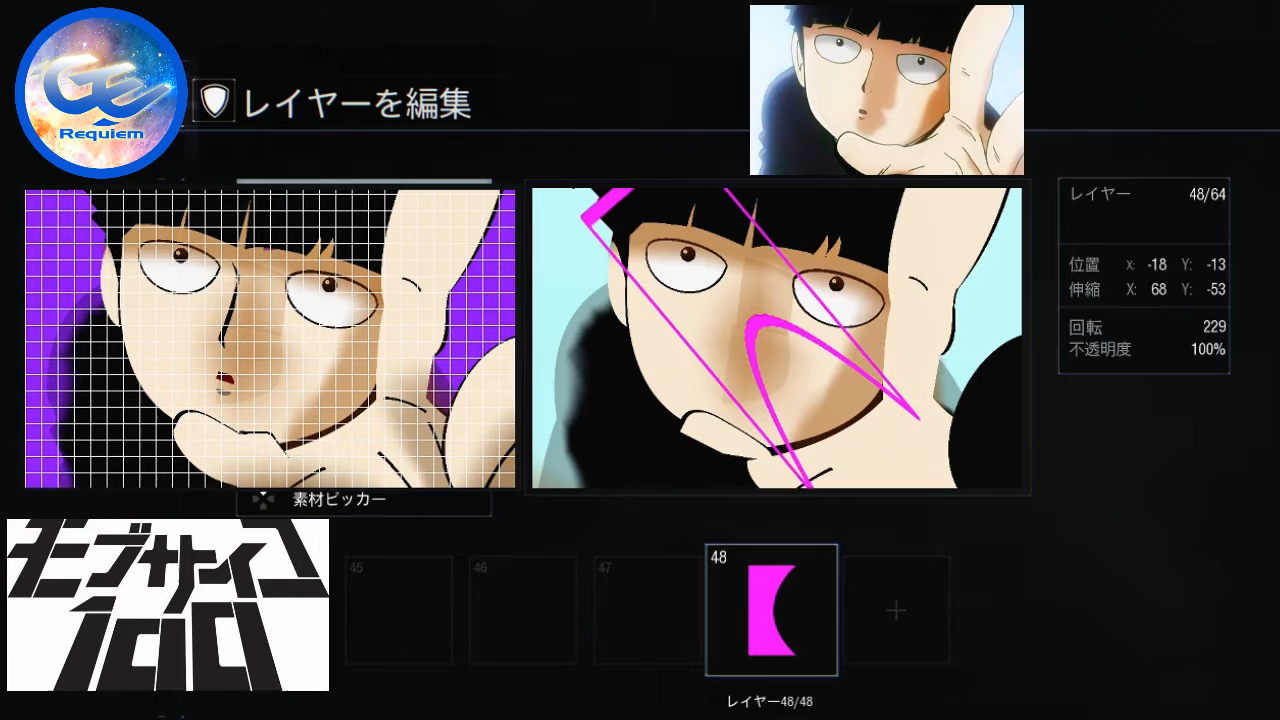 GE
Requiem
レイヤーを編集
レイヤー 48/64
位置 X: -18 Y: -13
伸縮 X: 68 Y: -53
回転 229
不透明度 100%
素材ピッカー
モブサイコ
100
45
46
47
48
レイヤー48/48